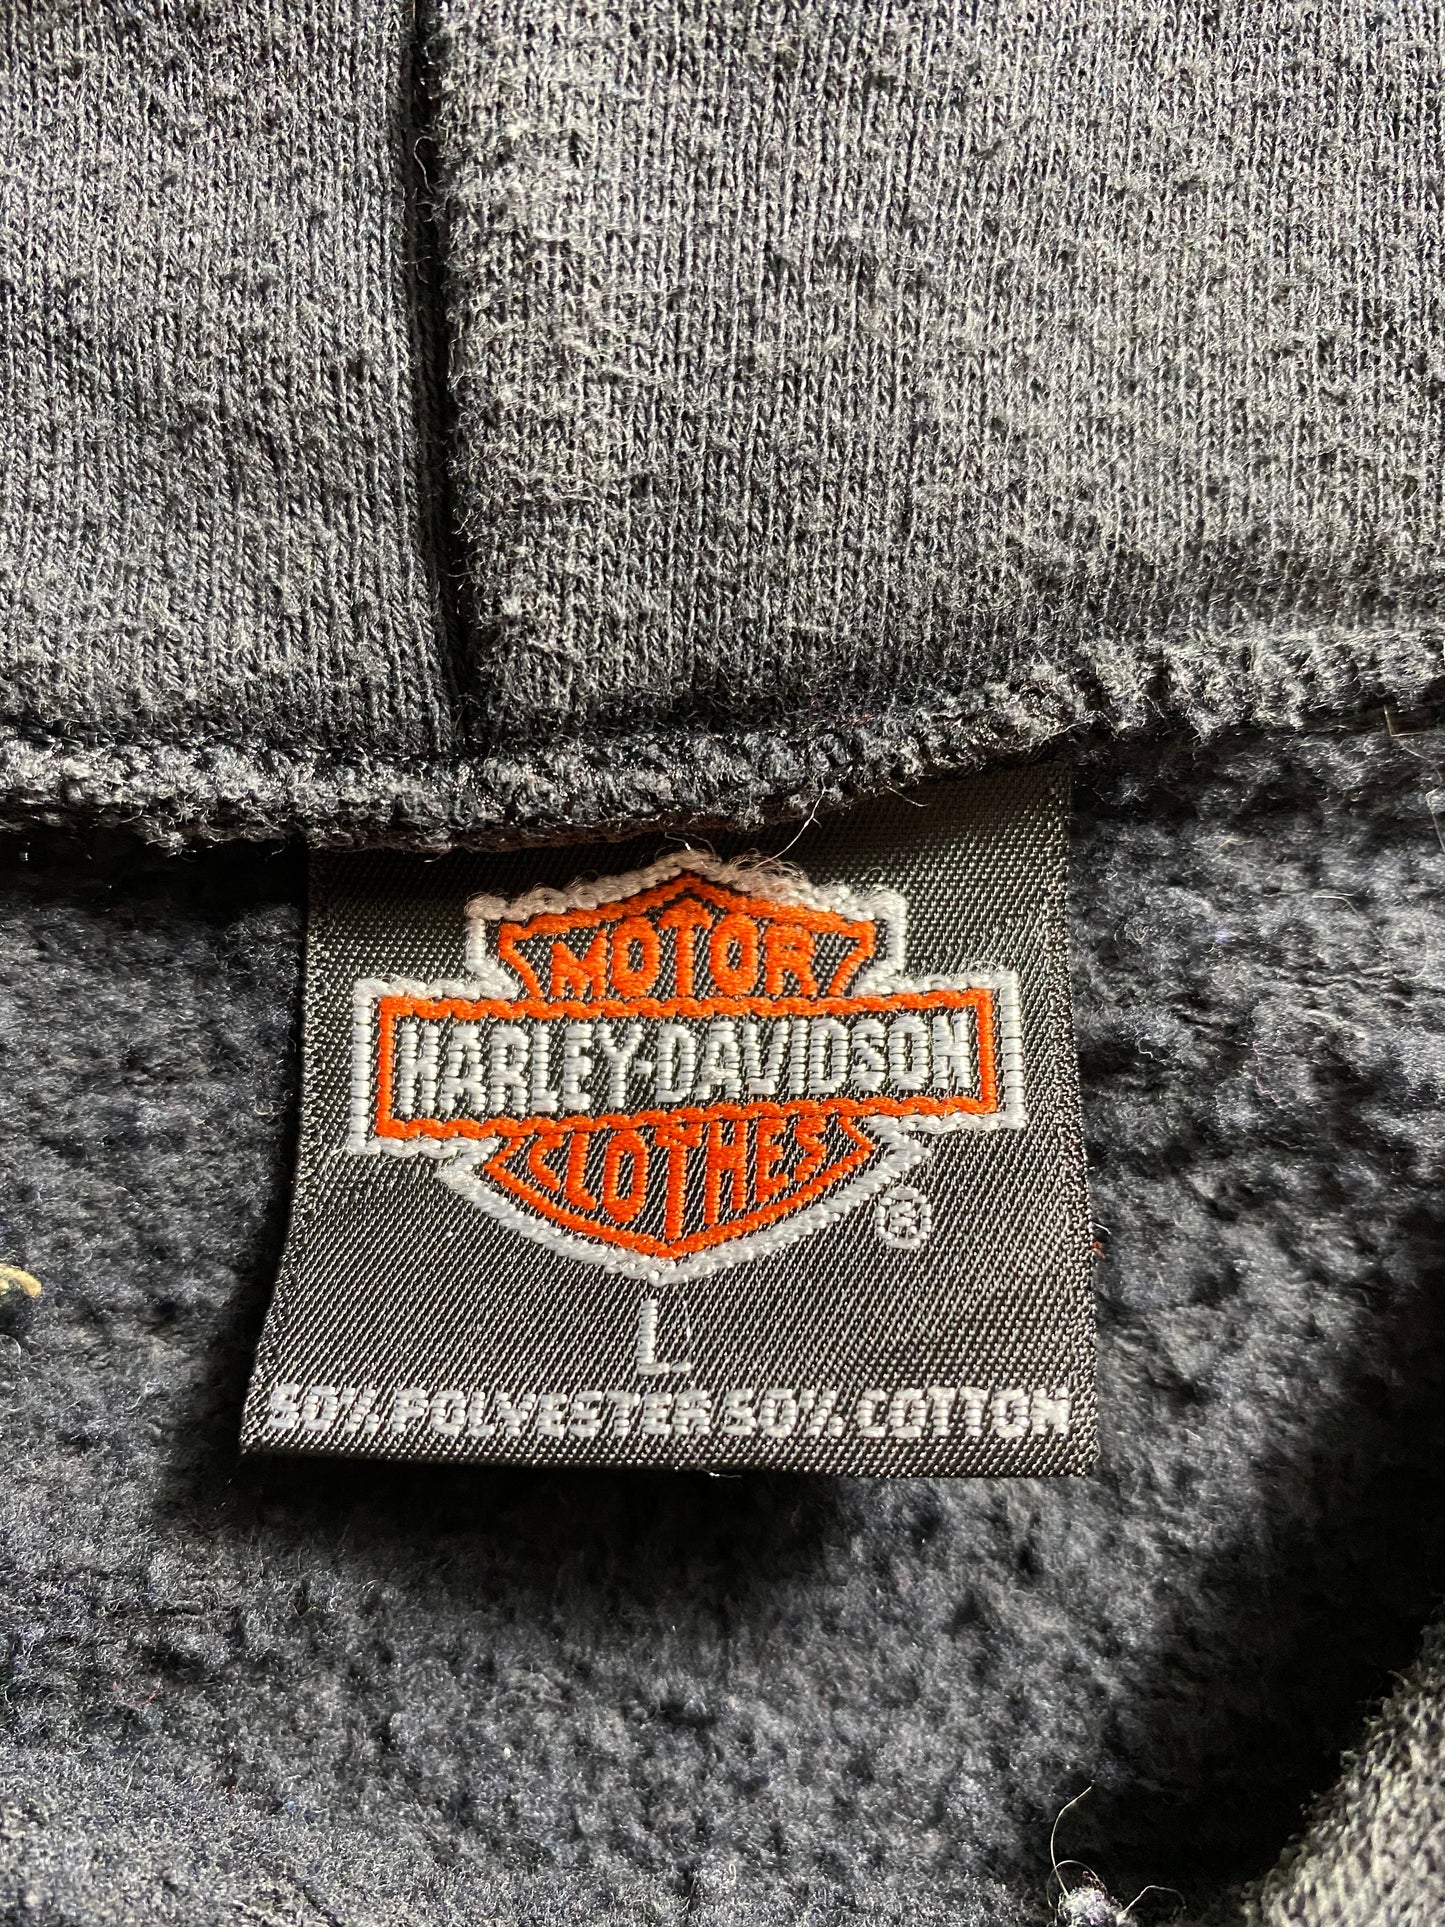 MOTOR
HARLEY-DAVIDSON
CLOTHES
®
L
50% POLYESTER 50% COTTON